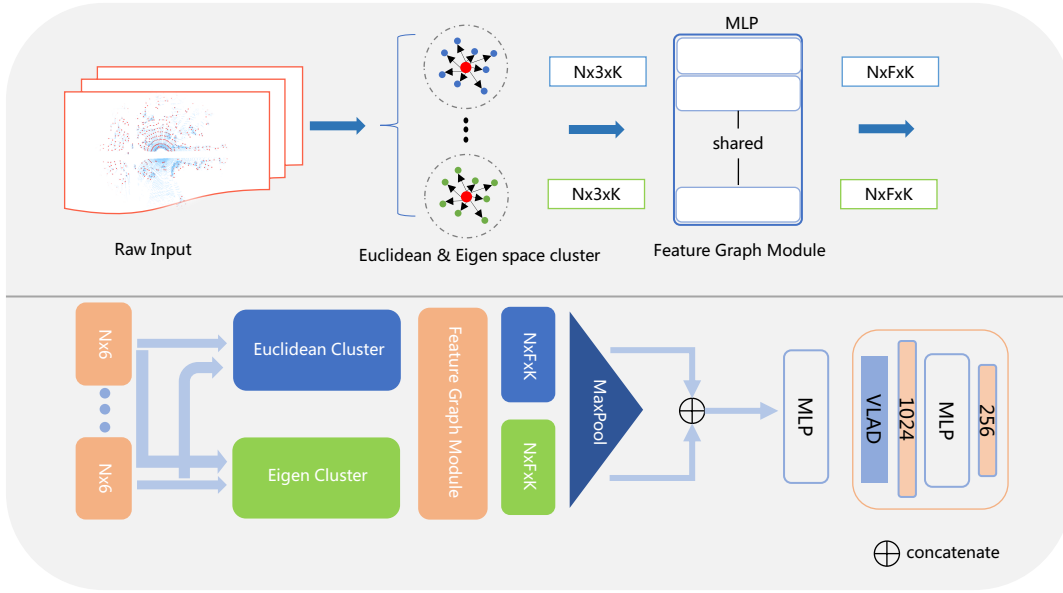 MLP
Nx3xK
NxFxK
shared
Nx3xK
NxFxK
Raw Input
Euclidean & Eigen space cluster
Feature Graph Module
Nx6
Euclidean Cluster
Feature Graph Module
NxFxK
MaxPool
MLP
VLAD
1024
MLP
256
Nx6
Eigen Cluster
NxFxK
concatenate